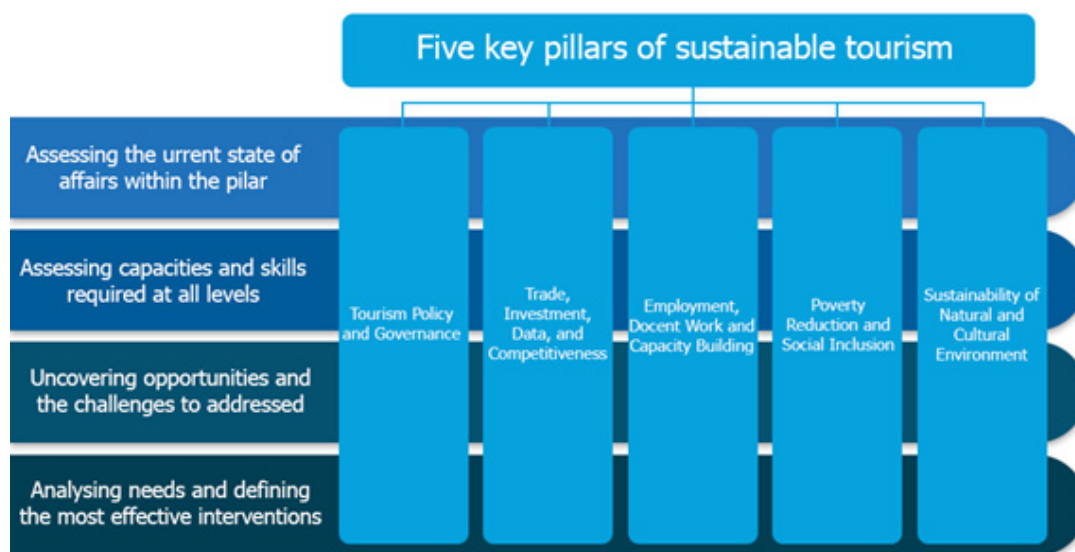 Five key pillars of sustainable tourism
Assessing the urrent state of
affairs within the pilar
Assessing capacities and skills
required at all levels
Uncovering opportunities and
the challenges to addressed
Analysing needs and defining
the most effective interventions
Tourism Policy
and Governance
Trade,
Investment,
Data, and
Competitiveness
Employment,
Docent Work and
Capacity Building
Poverty
Reduction and
Social Inclusion
Sustainability of
Natural and
Cultural
Environment